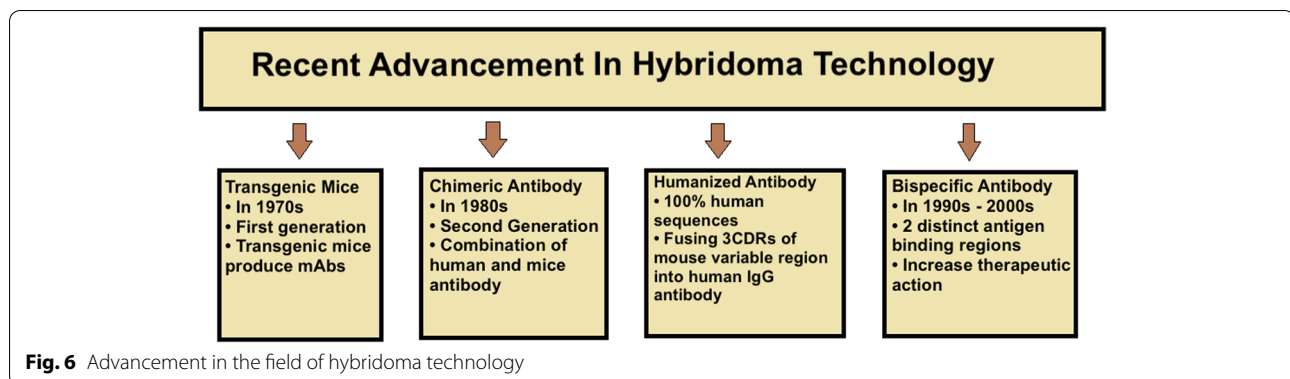 Recent Advancement In Hybridoma Technology
Transgenic Mice
• In 1970s
• First generation
• Transgenic mice
produce mAbs
Chimeric Antibody
• In 1980s
• Second Generation
• Combination of
human and mice
antibody
Humanized Antibody
• 100% human
sequences
• Fusing 3CDRs of
mouse variable region
into human IgG
antibody
Bispecific Antibody
• In 1990s - 2000s
• 2 distinct antigen
binding regions
• Increase therapeutic
action
Fig. 6 Advancement in the field of hybridoma technology